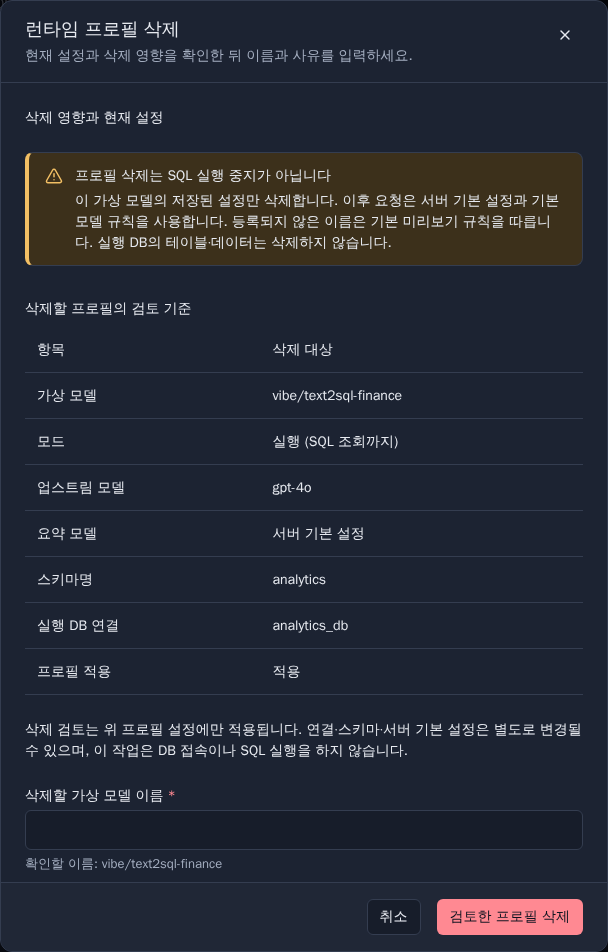 런타임 프로필 삭제
현재 설정과 삭제 영향을 확인한 뒤 이름과 사유를 입력하세요.
삭제 영향과 현재 설정
프로필 삭제는 SQL 실행 중지가 아닙니다
이 가상 모델의 저장된 설정만 삭제합니다. 이후 요청은 서버 기본 설정과 기본
모델 규칙을 사용합니다. 등록되지 않은 이름은 기본 미리보기 규칙을 따릅니
다. 실행 DB의 테이블·데이터는 삭제하지 않습니다.
삭제할 프로필의 검토 기준
항목 삭제 대상
가상 모델 vibe/text2sql-finance
모드 실행 (SQL 조회까지)
업스트림 모델 gpt-4o
요약 모델 서버 기본 설정
스키마명 analytics
실행 DB 연결 analytics_db
프로필 적용 적용
삭제 검토는 위 프로필 설정에만 적용됩니다. 연결·스키마·서버 기본 설정은 별도로 변경될
수 있으며, 이 작업은 DB 접속이나 SQL 실행을 하지 않습니다.
삭제할 가상 모델 이름 *
확인할 이름: vibe/text2sql-finance
취소 검토한 프로필 삭제